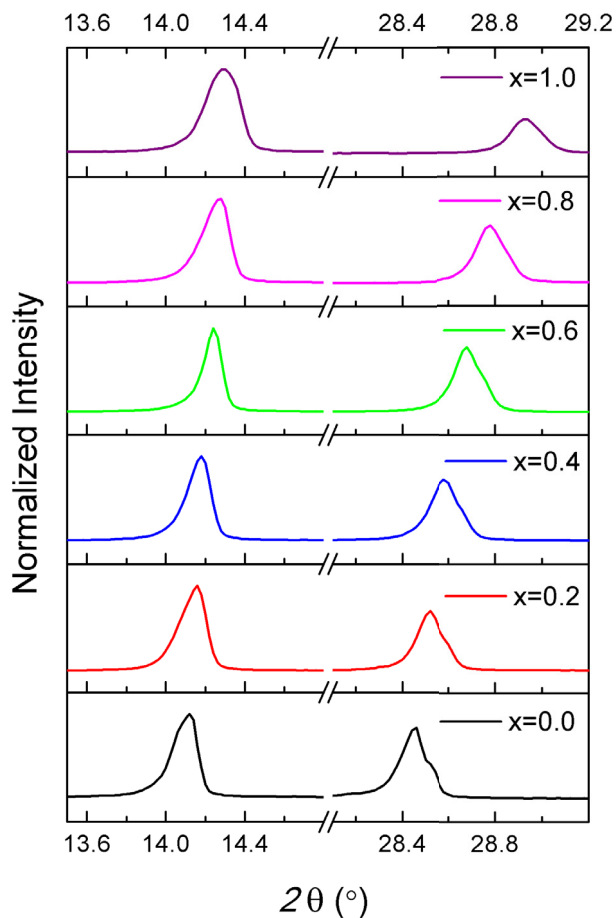 13.6 14.0 14.4 28.4 28.8 29.2
x=1.0
x=0.8
x=0.6
x=0.4
x=0.2
x=0.0
Normalized Intensity
13.6 14.0 14.4 28.4 28.8
2θ (°)